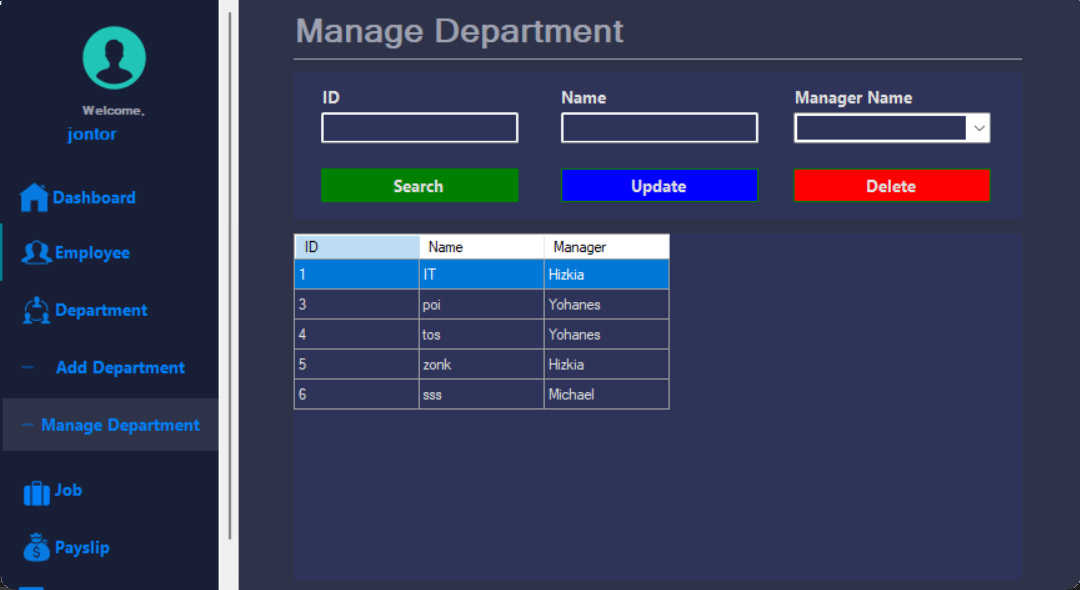 Welcome,
jontor
Dashboard
Employee
Department
Add Department
Manage Department
Job
Payslip
Manage Department
ID Name Manager Name
Search Update Delete
ID Name Manager
1 IT Hizkia
3 poi Yohanes
4 tos Yohanes
5 zonk Hizkia
6 sss Michael